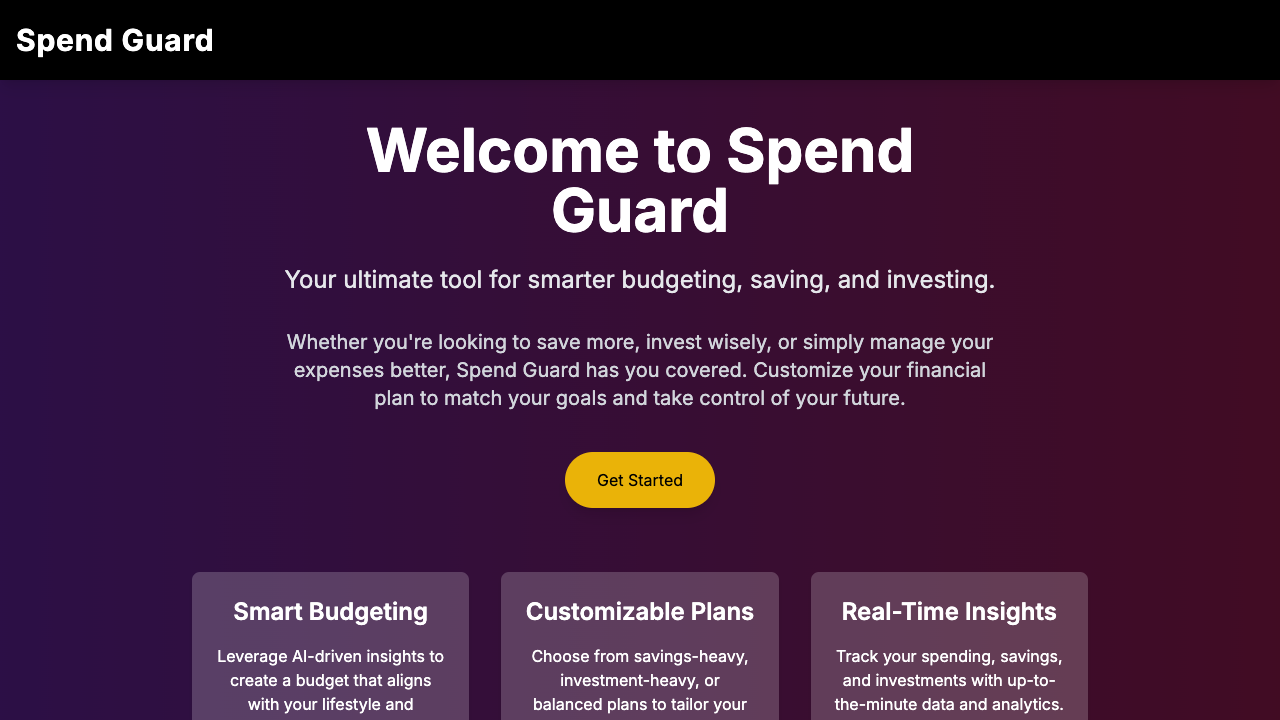 Spend Guard
Welcome to Spend
Guard
Your ultimate tool for smarter budgeting, saving, and investing.
Whether you're looking to save more, invest wisely, or simply manage your
expenses better, Spend Guard has you covered. Customize your financial
plan to match your goals and take control of your future.
Get Started
Smart Budgeting
Leverage AI-driven insights to
create a budget that aligns
with your lifestyle and
Customizable Plans
Choose from savings-heavy,
investment-heavy, or
balanced plans to tailor your
Real-Time Insights
Track your spending, savings,
and investments with up-to-
the-minute data and analytics.